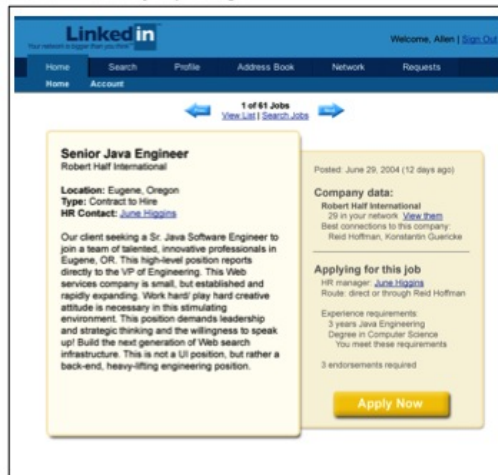 Linked in
Your network is bigger than you think™
Welcome, Allen | Sign Out
Home Search Profile Address Book Network Requests
Home Account
Prev
1 of 61 Jobs
Next
View List | Search Jobs
Senior Java Engineer
Robert Half International
Location: Eugene, Oregon
Type: Contract to Hire
HR Contact: June Higgins
Our client seeking a Sr. Java Software Engineer to
join a team of talented, innovative professionals in
Eugene, OR. This high-level position reports
directly to the VP of Engineering. This Web
services company is small, but established and
rapidly expanding. Work hard/ play hard creative
attitude is necessary in this stimulating
environment. This position demands leadership
and strategic thinking and the willingness to speak
up! Build the next generation of Web search
infrastructure. This is not a UI position, but rather a
back-end, heavy-lifting engineering position.
Posted: June 29, 2004 (12 days ago)
Company data:
Robert Half International
29 in your network View them
Best connections to this company:
Reid Hoffman, Konstantin Guericke
Applying for this job
HR manager: June Higgins
Route: direct or through Reid Hoffman
Experience requirements:
3 years Java Engineering
Degree in Computer Science
You meet these requirements
3 endorsements required
Apply Now